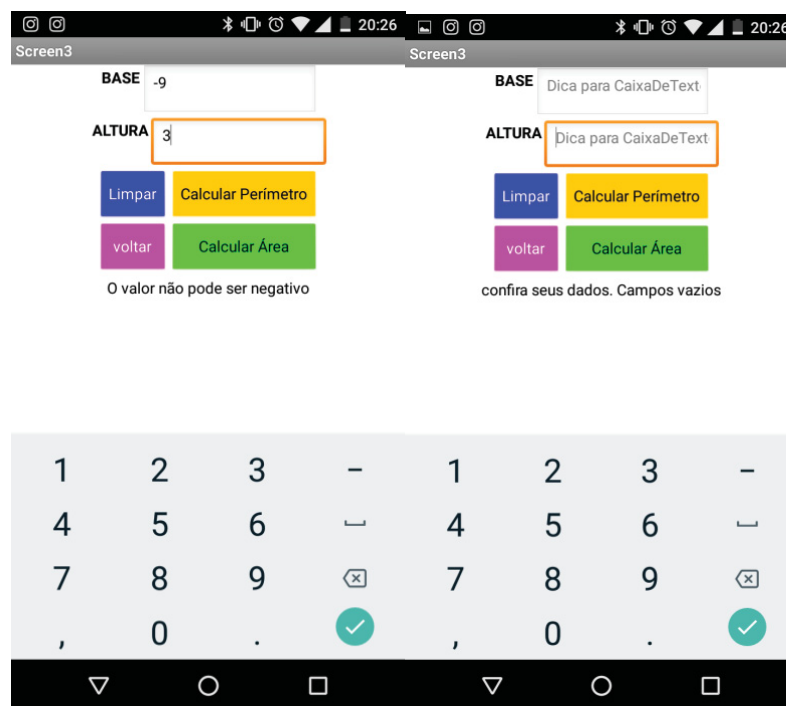 20:26
Screen3
BASE -9
ALTURA 3
Limpar Calcular Perímetro
voltar Calcular Área
O valor não pode ser negativo
1 2 3 -
4 5 6
7 8 9
, 0 .
20:26
Screen3
BASE Dica para CaixaDeText
ALTURA Dica para CaixaDeText
Limpar Calcular Perímetro
voltar Calcular Área
confira seus dados. Campos vazios
1 2 3 -
4 5 6
7 8 9
, 0 .